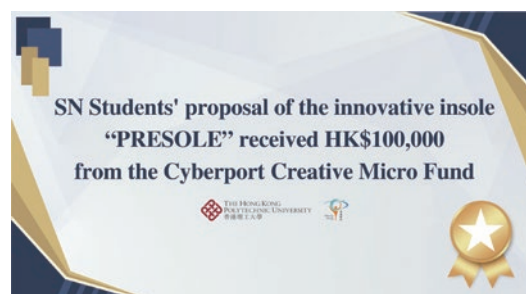 SN Students' proposal of the innovative insole
“PRESOLE” received HK$100,000
from the Cyberport Creative Micro Fund
THE HONG KONG
POLYTECHNIC UNIVERSITY
香港理工大學